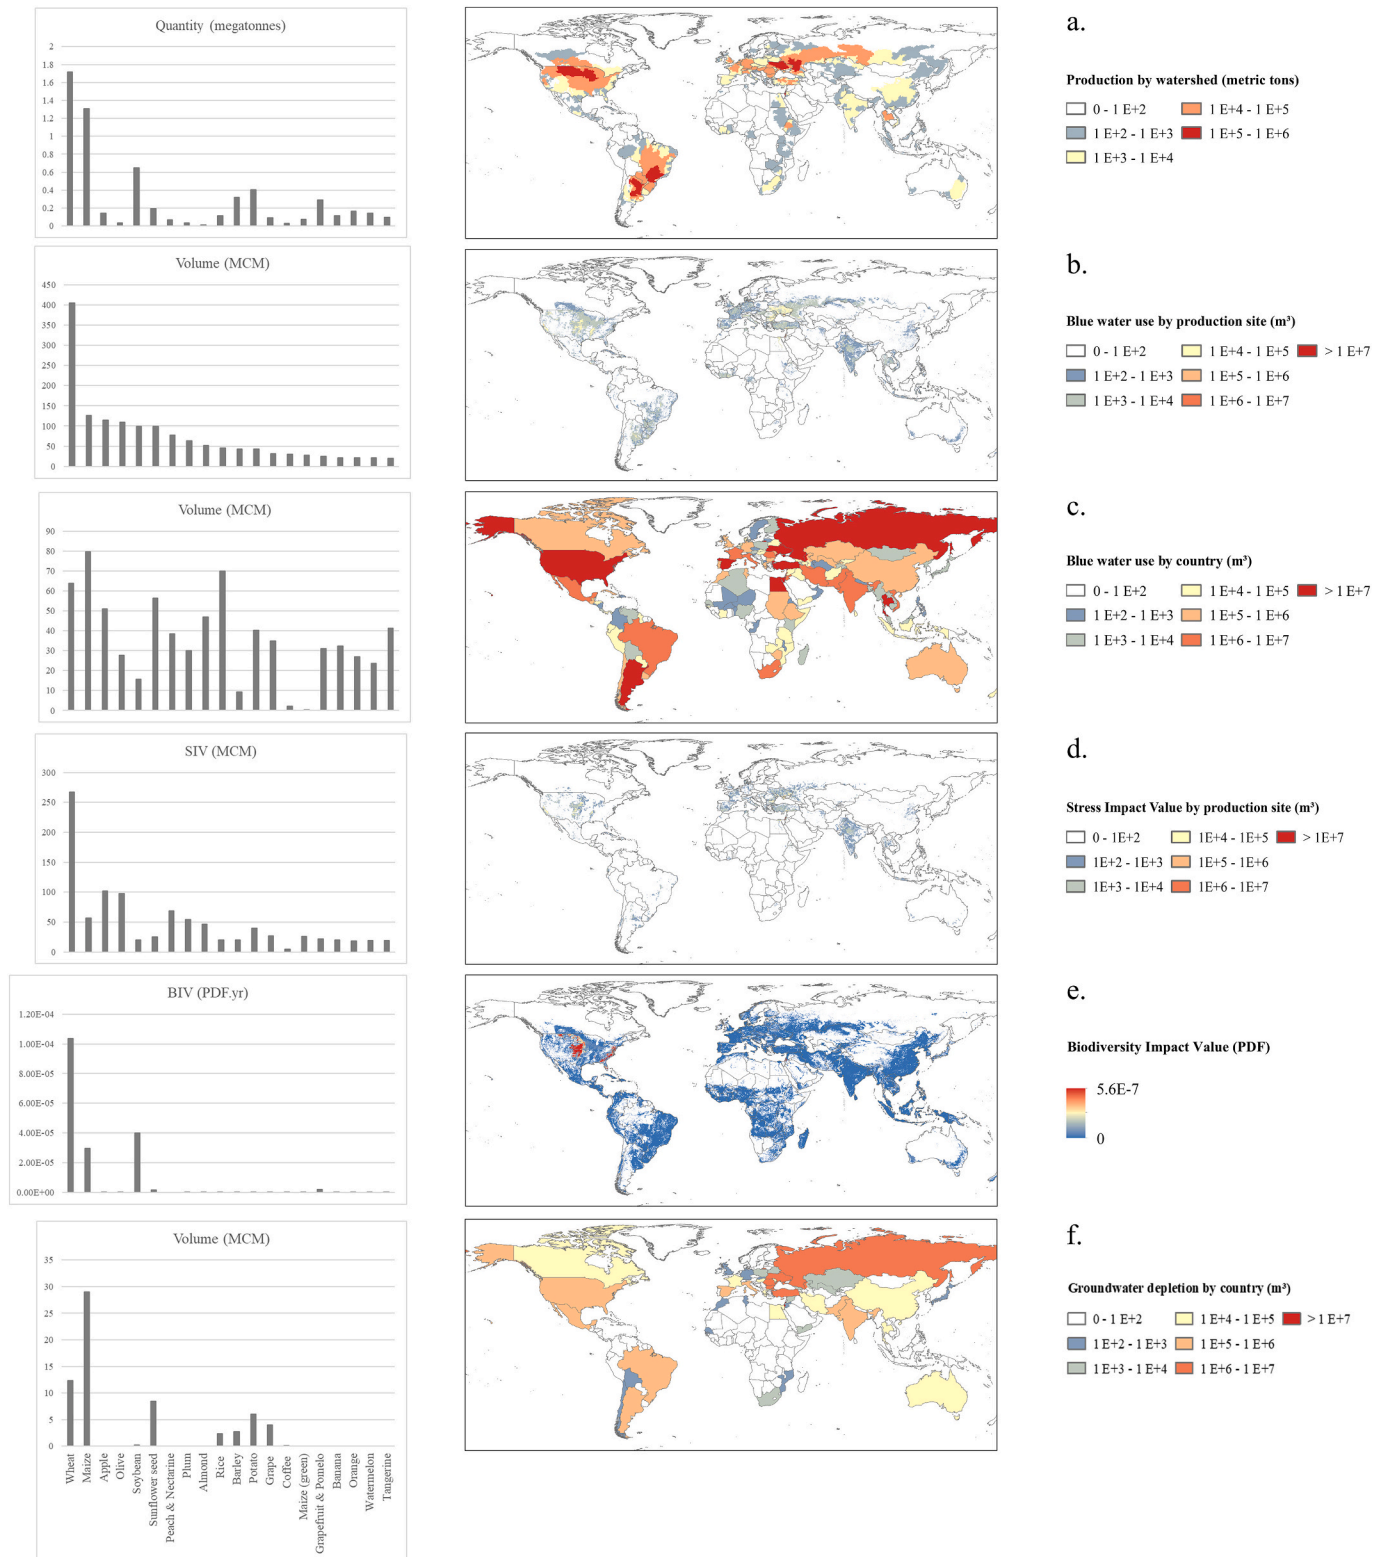 Quantity (megatonnes)
2
1.8
1.6
1.4
1.2
1
0.8
0.6
0.4
0.2
0
a.
Production by watershed (metric tons)
0 - 1 E+2
1 E+4 - 1 E+5
1 E+2 - 1 E+3
1 E+5 - 1 E+6
1 E+3 - 1 E+4
Volume (MCM)
450
400
350
300
250
200
150
100
50
0
b.
Blue water use by production site (m³)
0 - 1 E+2
1 E+4 - 1 E+5
> 1 E+7
1 E+2 - 1 E+3
1 E+5 - 1 E+6
1 E+3 - 1 E+4
1 E+6 - 1 E+7
Volume (MCM)
90
80
70
60
50
40
30
20
10
0
c.
Blue water use by country (m³)
0 - 1 E+2
1 E+4 - 1 E+5
> 1 E+7
1 E+2 - 1 E+3
1 E+5 - 1 E+6
1 E+3 - 1 E+4
1 E+6 - 1 E+7
SIV (MCM)
300
250
200
150
100
50
0
d.
Stress Impact Value by production site (m³)
0 - 1E+2
1E+4 - 1E+5
> 1E+7
1E+2 - 1E+3
1E+5 - 1E+6
1E+3 - 1E+4
1E+6 - 1E+7
BIV (PDF.yr)
1.20E-04
1.00E-04
8.00E-05
6.00E-05
4.00E-05
2.00E-05
0.00E+00
e.
Biodiversity Impact Value (PDF)
5.6E-7
0
Volume (MCM)
35
30
25
20
15
10
5
0
Wheat
Maize
Apple
Olive
Soybean
Sunflower seed
Peach & Nectarine
Plum
Almond
Rice
Barley
Potato
Grape
Coffee
Maize (green)
Grapefruit & Pomelo
Banana
Orange
Watermelon
Tangerine
f.
Groundwater depletion by country (m³)
0 - 1 E+2
1 E+4 - 1 E+5
> 1 E+7
1 E+2 - 1 E+3
1 E+5 - 1 E+6
1 E+3 - 1 E+4
1 E+6 - 1 E+7